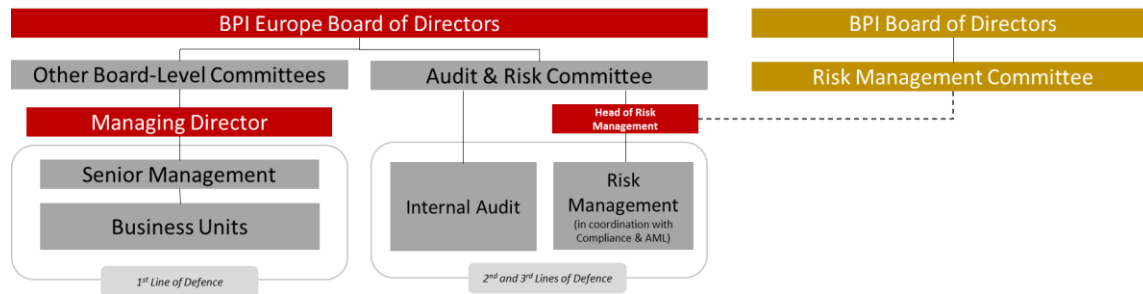 BPI Europe Board of Directors
BPI Board of Directors
Other Board-Level Committees
Audit & Risk Committee
Risk Management Committee
Managing Director
Head of Risk
Management
Senior Management
Business Units
Internal Audit
Risk
Management
(in coordination with
Compliance & AML)
1st Line of Defence
2nd and 3rd Lines of Defence